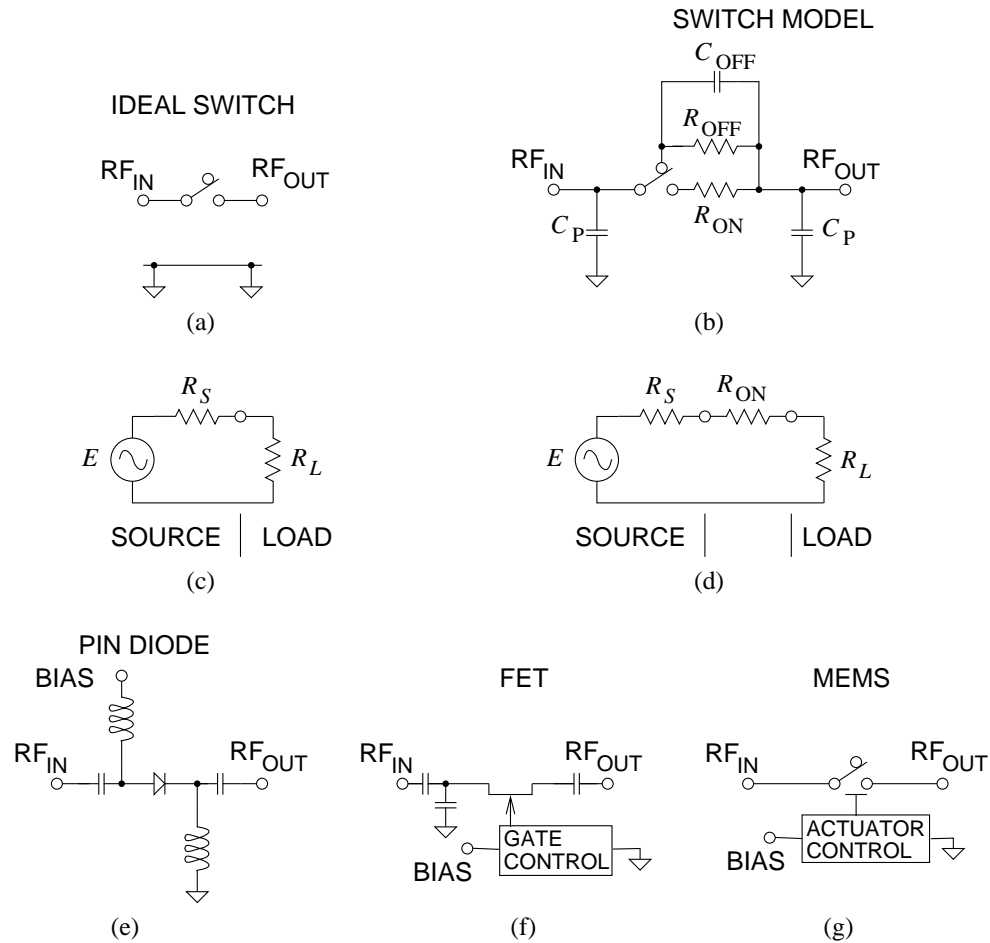 IDEAL SWITCH
RF_IN RF_OUT
(a)
SWITCH MODEL
C_OFF
R_OFF
RF_IN RF_OUT
R_ON
C_P C_P
(b)
R_S
E R_L
SOURCE LOAD
(c)
R_S R_ON
E R_L
SOURCE LOAD
(d)
PIN DIODE
BIAS
RF_IN RF_OUT
(e)
FET
RF_IN RF_OUT
GATE
CONTROL
BIAS
(f)
MEMS
RF_IN RF_OUT
ACTUATOR
CONTROL
BIAS
(g)